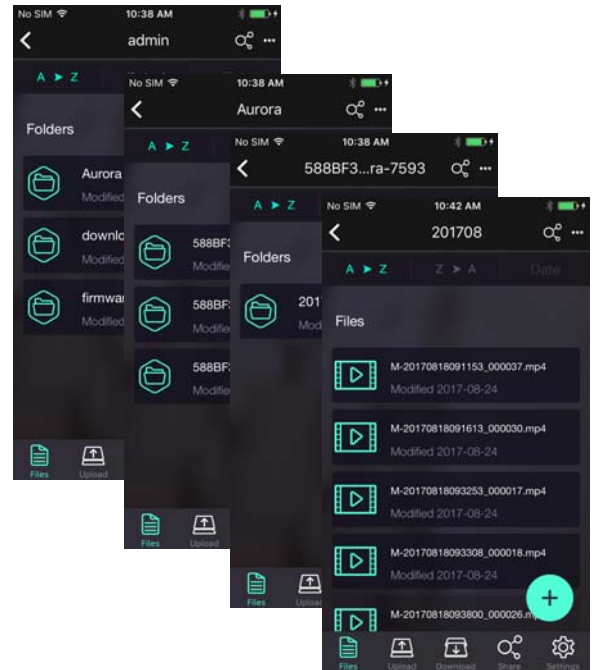 No SIM 10:38 AM
admin
A ➤ Z
Folders
Aurora
Modified
downlo
Modified
firmwar
Modified
Files
Upload
No SIM 10:38 AM
Aurora
A ➤ Z
Folders
588BF3
Modifie
588BF3
Modifie
588BF3
Modifie
Files
Upload
No SIM 10:38 AM
588BF3...ra-7593
A ➤ Z
Folders
201
Mod
Files
Upload
No SIM 10:42 AM
201708
A ➤ Z Z ➤ A Date
Files
M-20170818091153_000037.mp4
Modified 2017-08-24
M-20170818091613_000030.mp4
Modified 2017-08-24
M-20170818093253_000017.mp4
Modified 2017-08-24
M-20170818093308_000018.mp4
Modified 2017-08-24
M-20170818093800_000026.mp4
Files Upload Download Share Settings